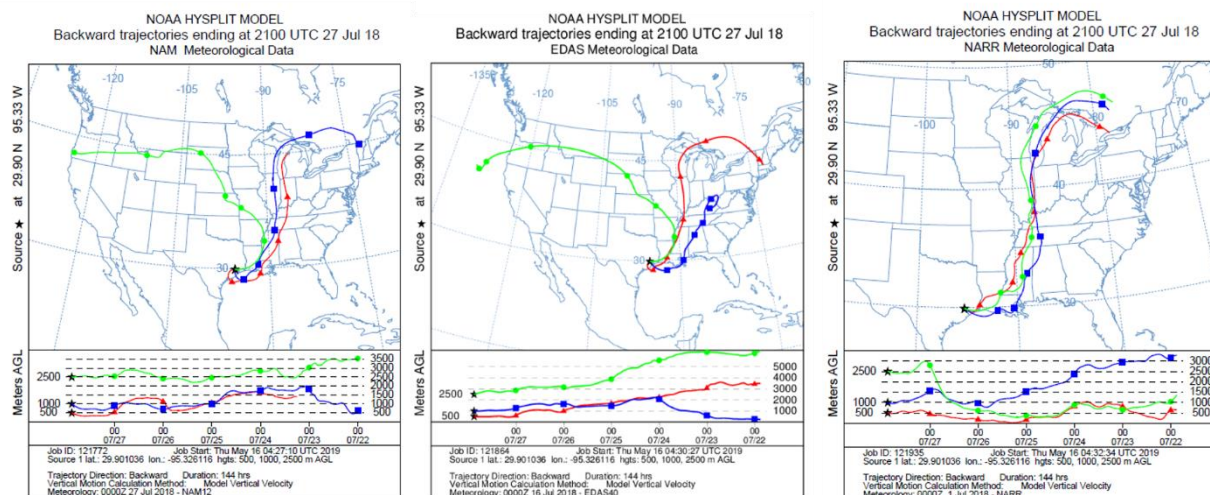 NOAA HYSPLIT MODEL
Backward trajectories ending at 2100 UTC 27 Jul 18
NAM Meteorological Data
Source ★ at 29.90 N 95.33 W
-120
-105
-90
-75
45
30
Meters AGL
2500
1000
500
3500
3000
2500
2000
1500
1000
500
00 00 00 00 00 00
07/27 07/26 07/25 07/24 07/23 07/22
Job ID: 121772 Job Start: Thu May 16 04:27:10 UTC 2019
Source 1 lat.: 29.901036 lon.: -95.326116 hgts: 500, 1000, 2500 m AGL
Trajectory Direction: Backward Duration: 144 hrs
Vertical Motion Calculation Method: Model Vertical Velocity
Meteorology: 0000Z 27 Jul 2018 - NAM12
NOAA HYSPLIT MODEL
Backward trajectories ending at 2100 UTC 27 Jul 18
EDAS Meteorological Data
Source ★ at 29.90 N 95.33 W
-135
-120
-105
-90
-75
45
30
Meters AGL
2500
500
5000
4000
3000
2000
1000
00 00 00 00 00 00
07/27 07/26 07/25 07/24 07/23 07/22
Job ID: 121864 Job Start: Thu May 16 04:30:27 UTC 2019
Source 1 lat.: 29.901036 lon.: -95.326116 hgts: 500, 1000, 2500 m AGL
Trajectory Direction: Backward Duration: 144 hrs
Vertical Motion Calculation Method: Model Vertical Velocity
Meteorology: 0000Z 16 Jul 2018 - EDAS40
NOAA HYSPLIT MODEL
Backward trajectories ending at 2100 UTC 27 Jul 18
NARR Meteorological Data
Source ★ at 29.90 N 95.33 W
50
-100
-90
-80
-70
40
30
Meters AGL
2500
1000
500
3000
2500
2000
1500
1000
500
00 00 00 00 00 00
07/27 07/26 07/25 07/24 07/23 07/22
Job ID: 121935 Job Start: Thu May 16 04:32:34 UTC 2019
Source 1 lat.: 29.901036 lon.: -95.326116 hgts: 500, 1000, 2500 m AGL
Trajectory Direction: Backward Duration: 144 hrs
Vertical Motion Calculation Method: Model Vertical Velocity
Meteorology: 0000Z 1 Jul 2018 - NARR